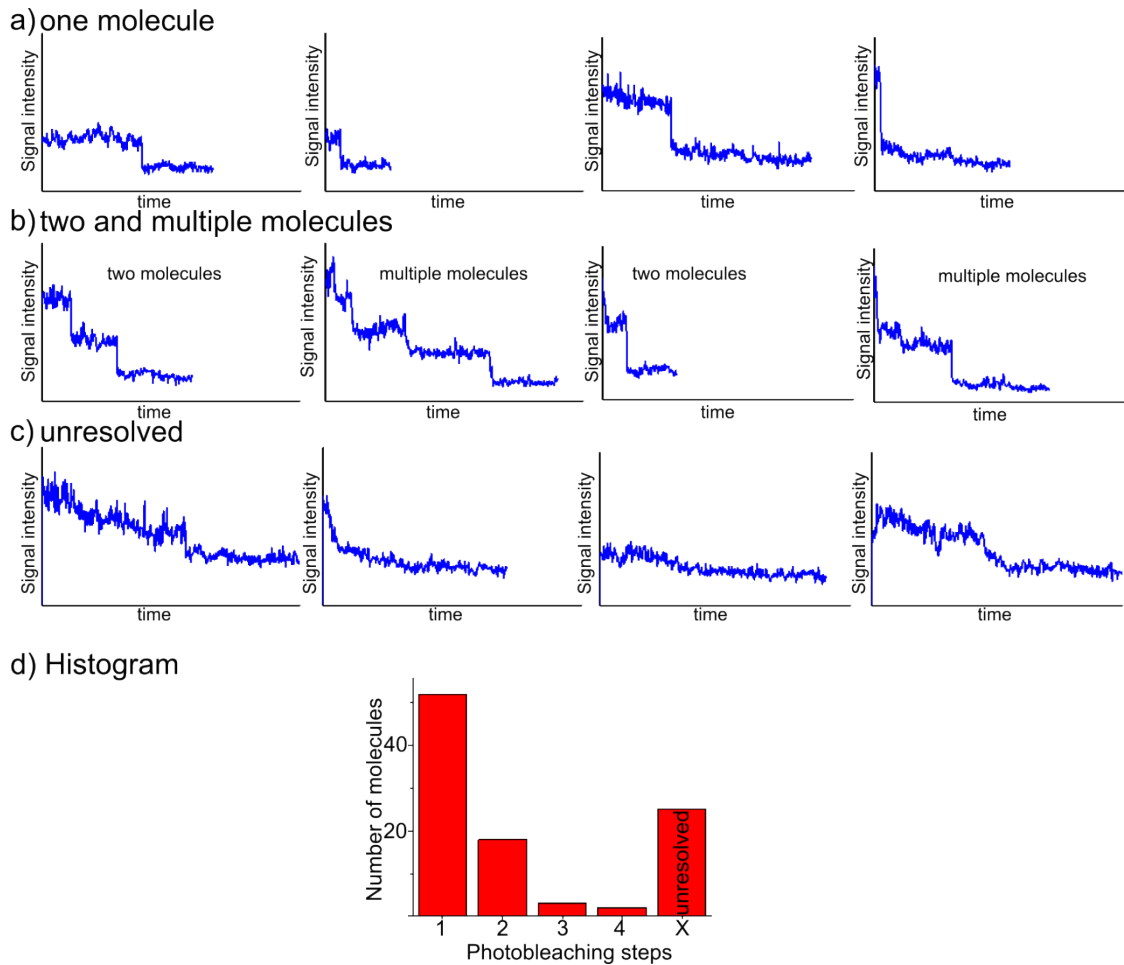 a) one molecule
Signal intensity
time
Signal intensity
time
Signal intensity
time
Signal intensity
time
b) two and multiple molecules
Signal intensity
two molecules
time
Signal intensity
multiple molecules
time
Signal intensity
two molecules
time
Signal intensity
multiple molecules
time
c) unresolved
Signal intensity
time
Signal intensity
time
Signal intensity
time
Signal intensity
time
d) Histogram
Number of molecules
40
20
unresolved
1 2 3 4 X
Photobleaching steps